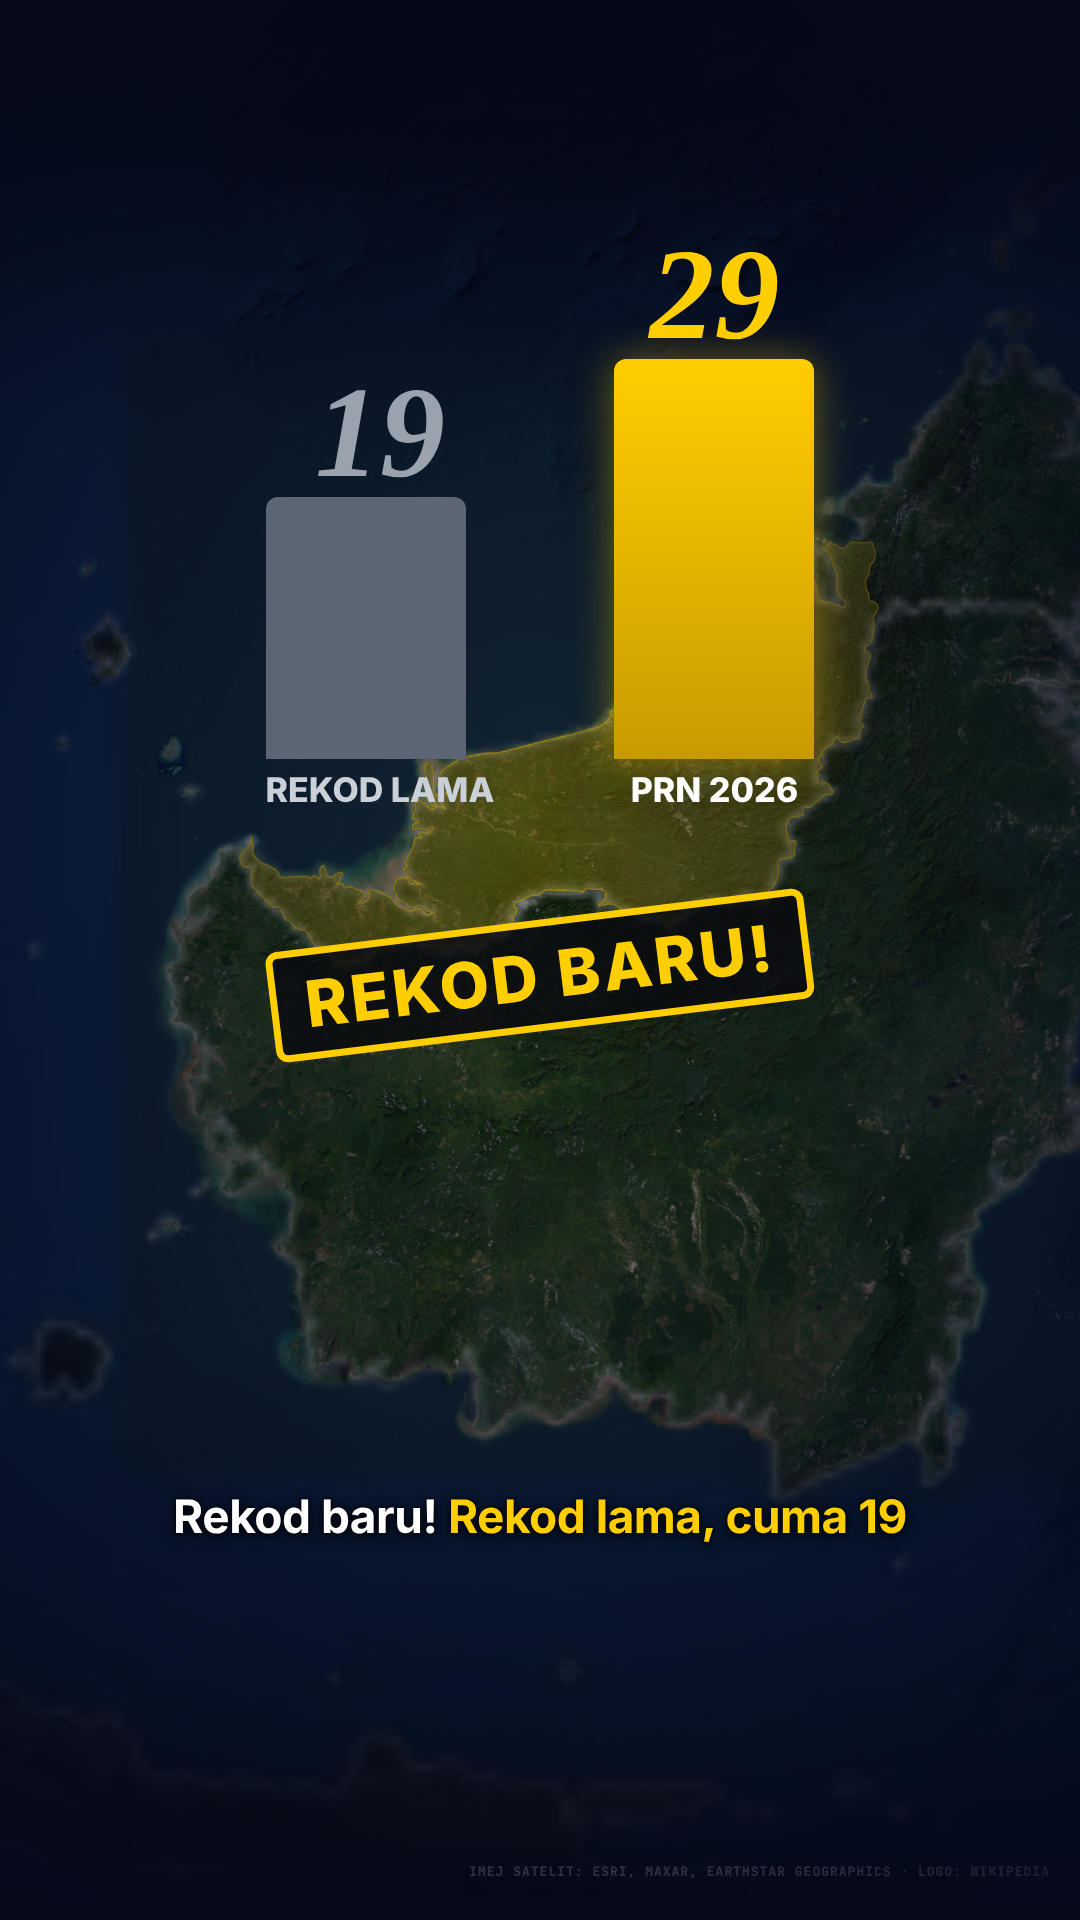 29
19
REKOD LAMA
PRN 2026
REKOD BARU!
Rekod baru! Rekod lama, cuma 19
IMEJ SATELIT: ESRI, MAXAR, EARTHSTAR GEOGRAPHICS · LOGO: WIKIPEDIA